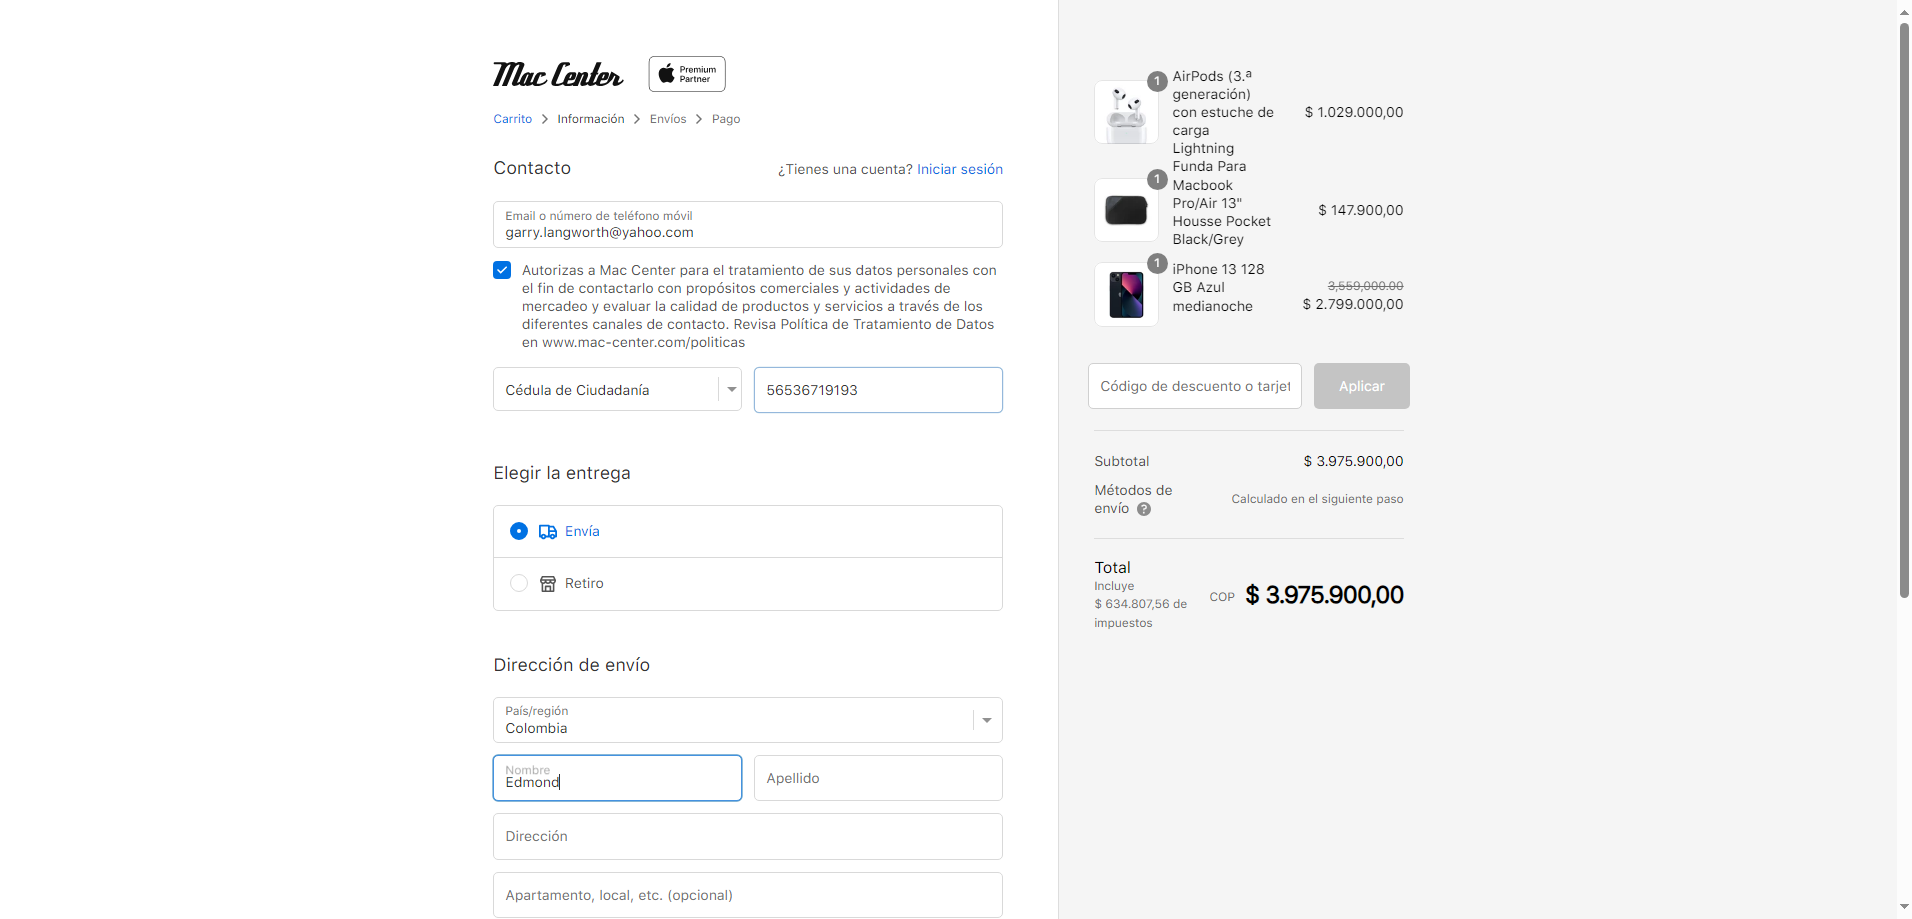 Mac Center
Premium
Partner
Carrito
Información
Envíos
Pago
Contacto
¿Tienes una cuenta? Iniciar sesión
Email o número de teléfono móvil
garry.langworth@yahoo.com
Autorizas a Mac Center para el tratamiento de sus datos personales con
el fin de contactarlo con propósitos comerciales y actividades de
mercadeo y evaluar la calidad de productos y servicios a través de los
diferentes canales de contacto. Revisa Política de Tratamiento de Datos
en www.mac-center.com/politicas
Cédula de Ciudadanía
56536719193
Elegir la entrega
Envía
Retiro
Dirección de envío
País/región
Colombia
Nombre
Edmond
Apellido
Dirección
Apartamento, local, etc. (opcional)
1
AirPods (3.ª
generación)
con estuche de
carga
Lightning
$ 1.029.000,00
1
Funda Para
Macbook
Pro/Air 13"
Housse Pocket
Black/Grey
$ 147.900,00
1
iPhone 13 128
GB Azul
medianoche
3,559,000.00
$ 2.799.000,00
Código de descuento o tarjet
Aplicar
Subtotal
$ 3.975.900,00
Métodos de
envío ?
Calculado en el siguiente paso
Total
Incluye
$ 634.807,56 de
impuestos
COP $ 3.975.900,00